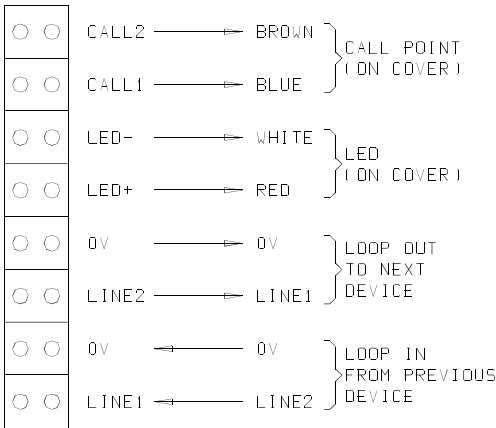 CALL2 BROWN
CALL1 BLUE
CALL POINT
(ON COVER)
LED- WHITE
LED+ RED
LED
(ON COVER)
0V 0V
LINE2 LINE1
LOOP OUT
TO NEXT
DEVICE
0V 0V
LINE1 LINE2
LOOP IN
FROM PREVIOUS
DEVICE